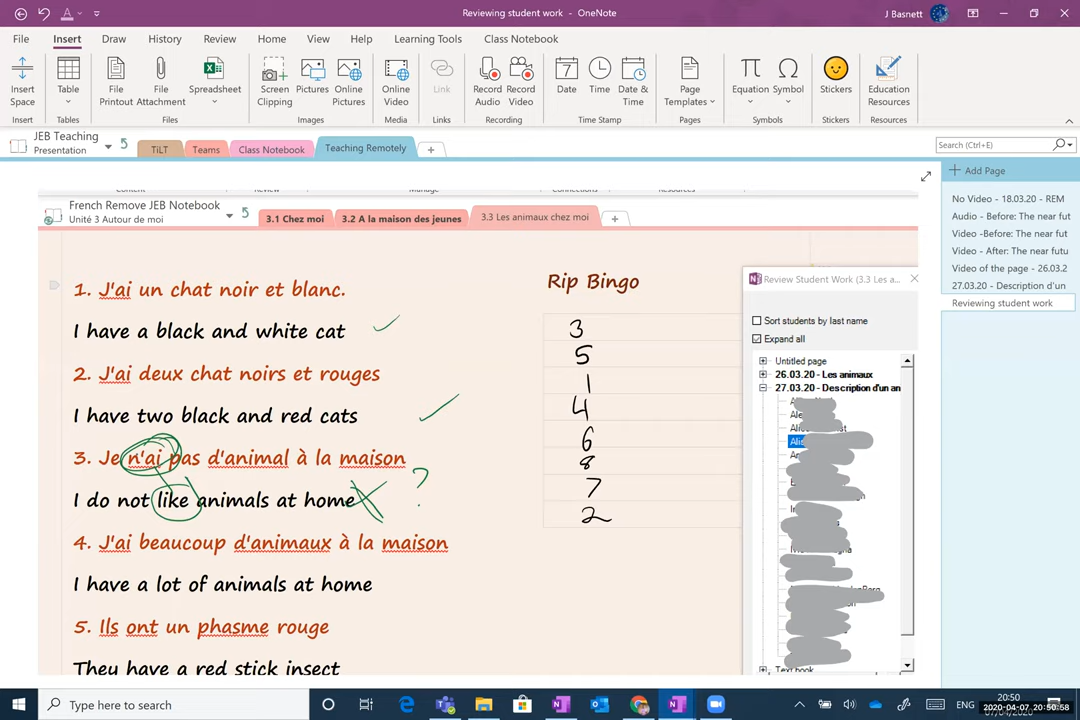 Reviewing student work - OneNote
J Basnett
File Insert Draw History Review Home View Help Learning Tools Class Notebook
Insert Space
Table
File Printout
File Attachment
Spreadsheet
Screen Clipping
Pictures
Online Pictures
Online Video
Link
Record Audio
Record Video
Date
Time
Date & Time
Page Templates
Equation
Symbol
Stickers
Education Resources
Insert Tables Files Images Media Links Recording Time Stamp Pages Symbols Stickers Resources
JEB Teaching
Presentation
TiLT Teams Class Notebook Teaching Remotely
Search (Ctrl+E)
Add Page
No Video - 18.03.20 - REM
Audio - Before: The near fut
Video -Before: The near fut
Video - After: The near futu
Video of the page - 26.03.2
27.03.20 - Description d'un
Reviewing student work
French Remove JEB Notebook
Unité 3 Autour de moi
3.1 Chez moi 3.2 A la maison des jeunes 3.3 Les animaux chez moi
1. J'ai un chat noir et blanc.
I have a black and white cat
2. J'ai deux chat noirs et rouges
I have two black and red cats
3. Je n'ai pas d'animal à la maison
I do not like animals at home
?
4. J'ai beaucoup d'animaux à la maison
I have a lot of animals at home
5. Ils ont un phasme rouge
They have a red stick insect
Rip Bingo
3
5
1
4
6
8
7
2
Review Student Work (3.3 Les a...
Sort students by last name
Expand all
Untitled page
26.03.20 - Les animaux
27.03.20 - Description d'an
Text book
Type here to search
ENG
20:50
2020-04-07 20:50:58